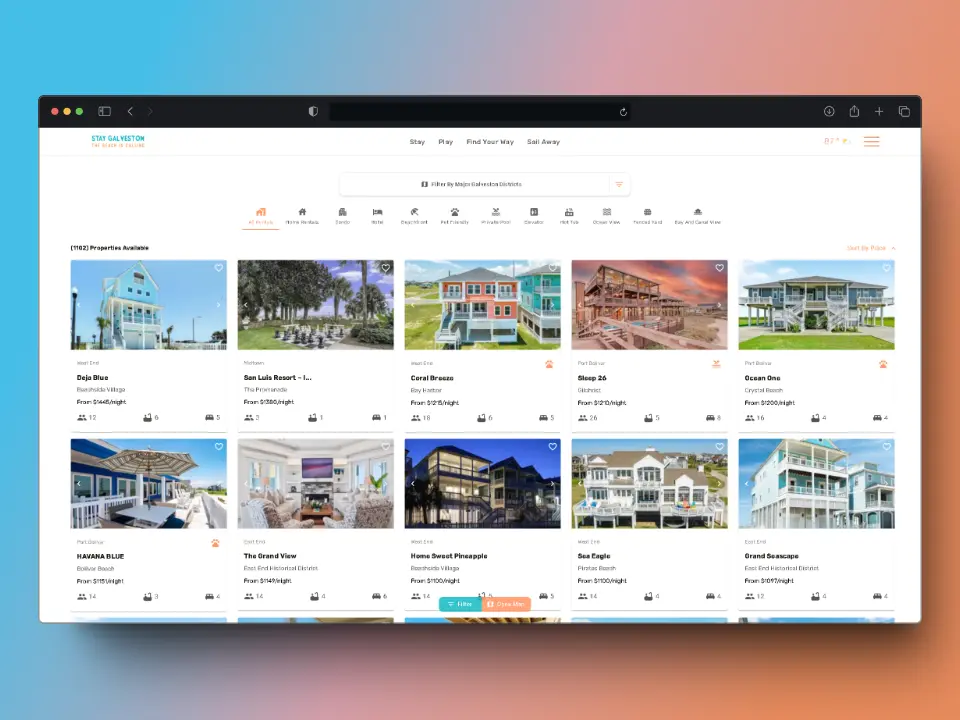 STAY GALVESTON
THE BEACH IS CALLING
Stay Play Find Your Way Sail Away
Filter By Major Galveston Districts
All Rentals Home Rentals Condo Hotel Beachfront Pet Friendly Private Pool Elevator Hot Tub Ocean View Fenced Yard Bay And Canal View
(1102) Properties Available Sort By Price
West End
Deja Blue
Beachside Village
From $1445/night
12 6 5
Midtown
San Luis Resort – I...
The Promenade
From $1380/night
3 1 1
West End
Coral Breeze
Bay Harbor
From $1215/night
18 6 5
Port Bolivar
Sleep 26
Gilchrist
From $1210/night
26 5 8
Port Bolivar
Ocean One
Crystal Beach
From $1200/night
16 4 4
Port Bolivar
HAVANA BLUE
Bolivar Beach
From $1151/night
14 3 4
East End
The Grand View
East End Historical District
From $1149/night
14 4 6
West End
Home Sweet Pineapple
Beachside Village
From $1100/night
14 5 5
West End
Sea Eagle
Pirates Beach
From $1100/night
14 4 4
East End
Grand Seascape
East End Historical District
From $1097/night
12 4 4
Filter Open Map